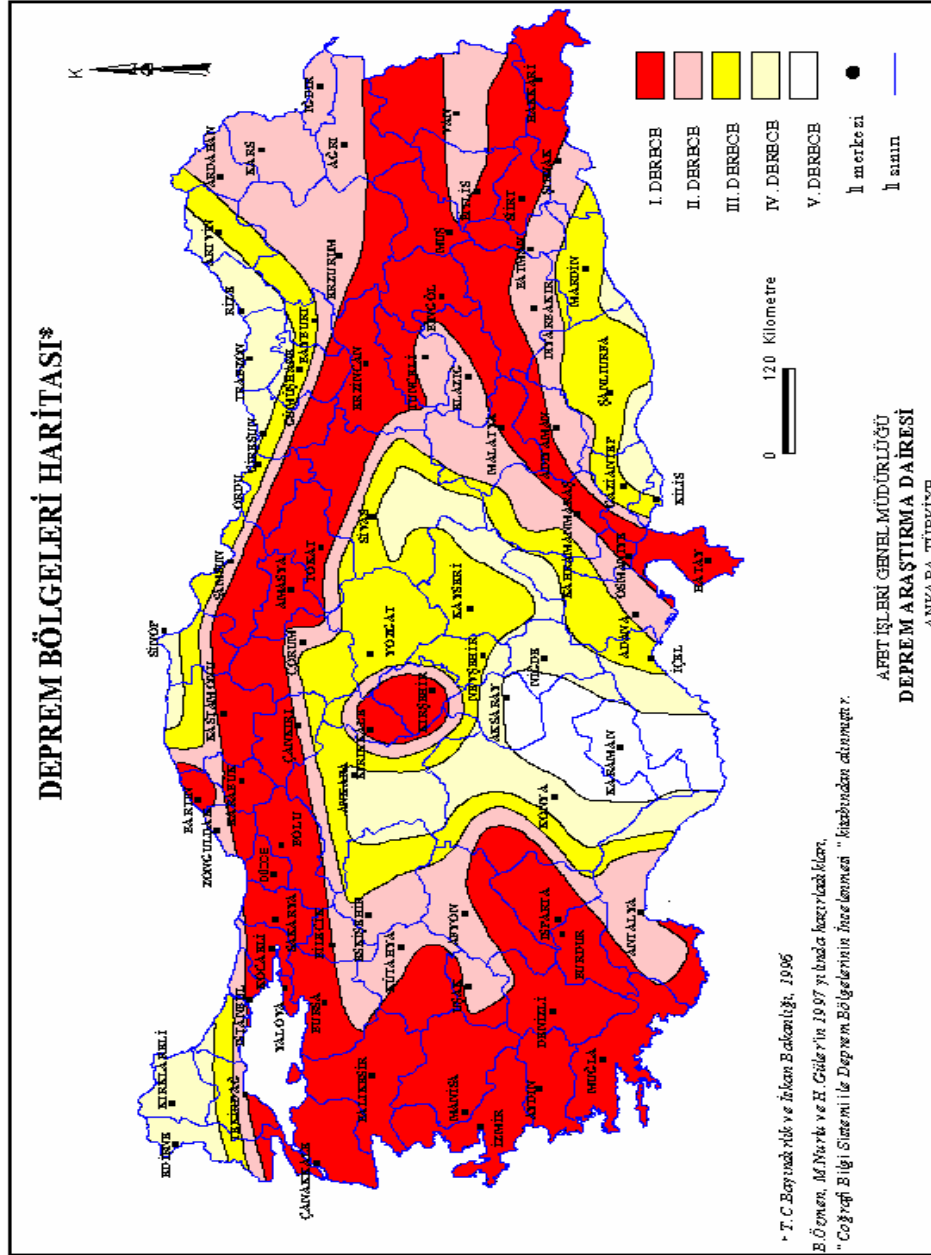 DEPREM BÖLGELERİ HARİTASI*
K
EDİRNE
KIRKLARELİ
TEKİRDAĞ
İSTANBUL
ÇANAKKALE
YALOVA
KOCAELİ
SAKARYA
DÜZCE
BOLU
ZONGULDAK
BARTIN
KARABÜK
KASTAMONU
SİNOP
SAMSUN
ORDU
GİRESUN
TRABZON
RİZE
ARTVİN
ARDAHAN
KARS
IĞDIR
AĞRI
ERZURUM
BAYBURT
GÜMÜŞHANE
ERZİNCAN
TOKAT
AMASYA
ÇORUM
ÇANKIRI
ANKARA
KIRIKKALE
KIRŞEHİR
YOZGAT
SİVAS
KAYSERİ
NEVŞEHİR
AKSARAY
NİĞDE
KONYA
KARAMAN
BURSA
BİLECİK
ESKİŞEHİR
KÜTAHYA
AFYON
UŞAK
BALIKESİR
MANİSA
İZMİR
AYDIN
DENİZLİ
MUĞLA
BURDUR
ISPARTA
ANTALYA
İÇEL
ADANA
OSMANİYE
HATAY
KAHRAMANMARAŞ
GAZİANTEP
KİLİS
ŞANLIURFA
ADIYAMAN
MALATYA
ELAZIG
TUNCELİ
BİNGÖL
MUŞ
BİTLİS
VAN
HAKKARİ
ŞIRNAK
SİİRT
BATMAN
DİYARBAKIR
MARDİN
I. DERECE
II. DERECE
III. DERECE
IV. DERECE
V. DERECE
İl merkezi
İl sınırı
0 120 Kilometre
* T.C Bayındırlık ve İskan Bakanlığı, 1996
B.Özmen, M.Nurlu ve H.Güler'in 1997 yılında hazırladıkları,
"Coğrafi Bilgi Sistemi ile Deprem Bölgelerinin İncelenmesi" kitabından alınmıştır.
AFET İŞLERİ GENEL MÜDÜRLÜĞÜ
DEPREM ARAŞTIRMA DAİRESİ
ANKARA TÜRKİYE